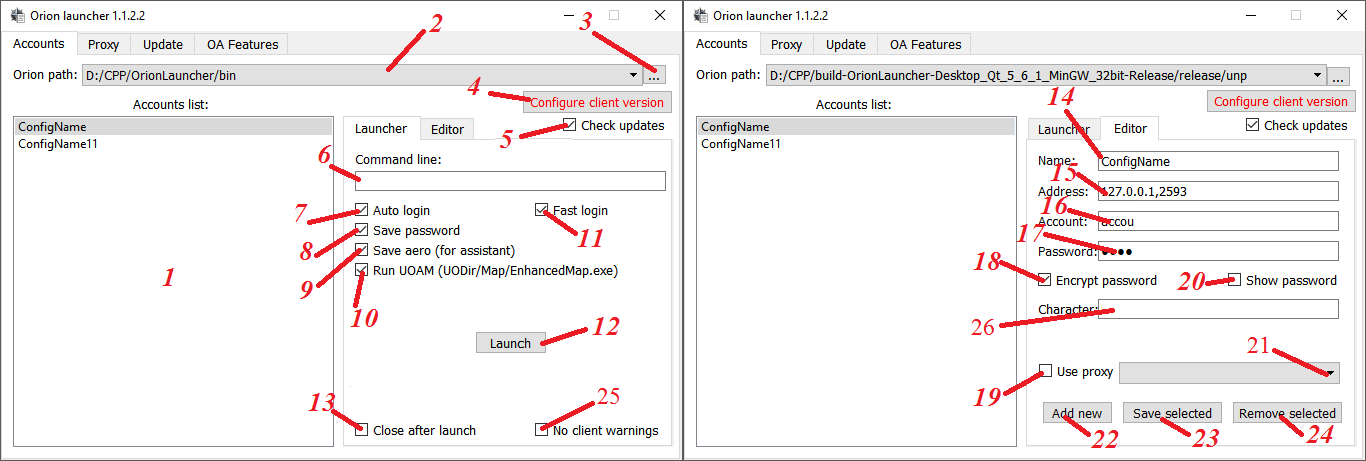 Orion launcher 1.1.2.2
Accounts Proxy Update OA Features
2
3
Orion path: D:/CPP/OrionLauncher/bin ...
4
Configure client version
Accounts list:
5
Check updates
ConfigName
ConfigName11
Launcher Editor
6
Command line:
7
Auto login
Fast login
8
Save password
11
9
Save aero (for assistant)
Run UOAM (UODir/Map/EnhancedMap.exe)
1
10
12
Launch
13
25
Close after launch
No client warnings
Orion launcher 1.1.2.2
Accounts Proxy Update OA Features
Orion path: D:/CPP/build-OrionLauncher-Desktop_Qt_5_6_1_MinGW_32bit-Release/release/unp ...
14
Configure client version
Accounts list:
Check updates
ConfigName
ConfigName11
Launcher Editor
Name: ConfigName
15
Address: 127.0.0.1,2593
16
Account: accou
17
Password: ●●●●
18
Encrypt password
20
Show password
Character:
26
21
19
Use proxy
Add new Save selected Remove selected
22 23 24